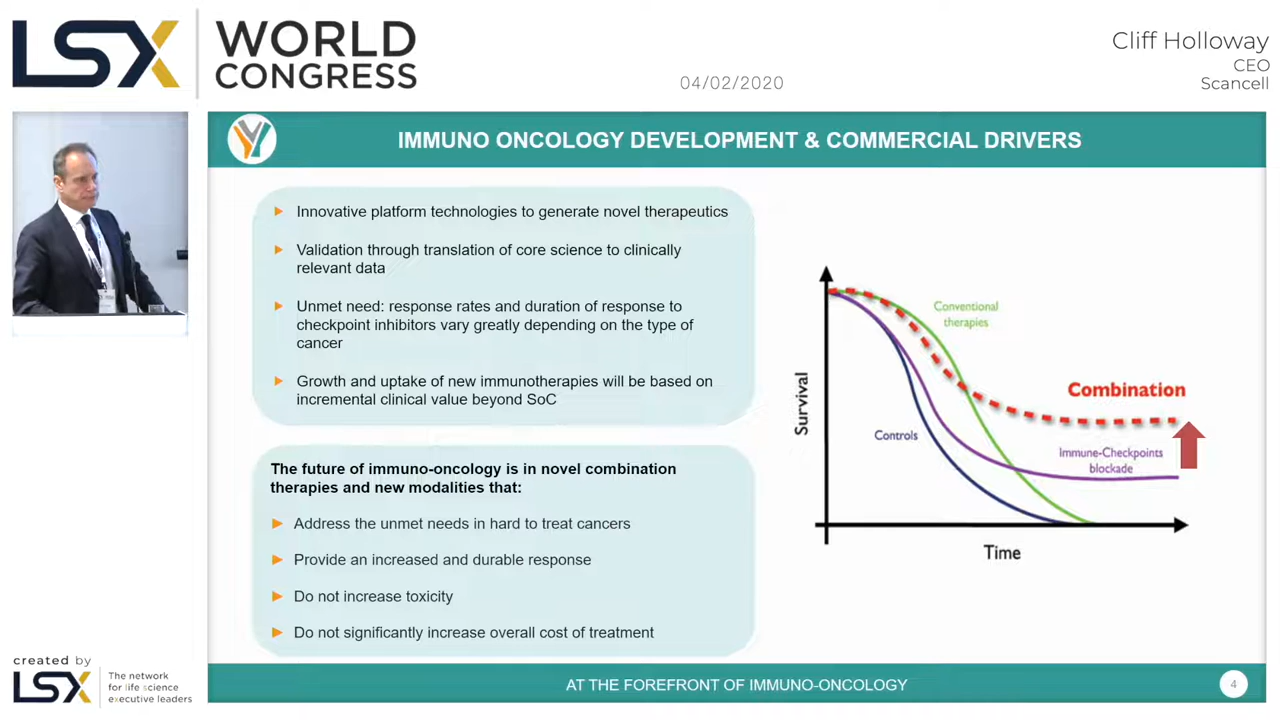 LSX
WORLD
CONGRESS
04/02/2020
Cliff Holloway
CEO
Scancell
IMMUNO ONCOLOGY DEVELOPMENT & COMMERCIAL DRIVERS
Innovative platform technologies to generate novel therapeutics
Validation through translation of core science to clinically
relevant data
Unmet need: response rates and duration of response to
checkpoint inhibitors vary greatly depending on the type of
cancer
Growth and uptake of new immunotherapies will be based on
incremental clinical value beyond SoC
The future of immuno-oncology is in novel combination
therapies and new modalities that:
Address the unmet needs in hard to treat cancers
Provide an increased and durable response
Do not increase toxicity
Do not significantly increase overall cost of treatment
Survival
Conventional
therapies
Combination
Controls
Immune-Checkpoints
blockade
Time
created by
LSX
The network
for life science
executive leaders
AT THE FOREFRONT OF IMMUNO-ONCOLOGY
4